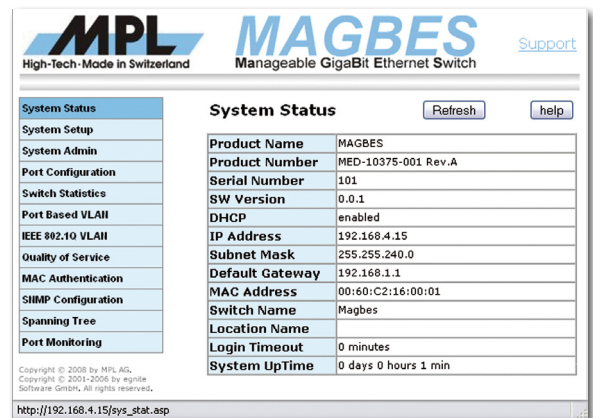 MPL
High-Tech·Made in Switzerland
MAGBES
Manageable GigaBit Ethernet Switch
Support
System Status
System Setup
System Admin
Port Configuration
Switch Statistics
Port Based VLAN
IEEE 802.1Q VLAN
Quality of Service
MAC Authentication
SNMP Configuration
Spanning Tree
Port Monitoring
Copyright © 2008 by MPL AG.
Copyright © 2001-2006 by egnite
Software GmbH. All rights reserved.
System Status Refresh help
Product Name MAGBES
Product Number MED-10375-001 Rev.A
Serial Number 101
SW Version 0.0.1
DHCP enabled
IP Address 192.168.4.15
Subnet Mask 255.255.240.0
Default Gateway 192.168.1.1
MAC Address 00:60:C2:16:00:01
Switch Name Magbes
Location Name
Login Timeout 0 minutes
System UpTime 0 days 0 hours 1 min
http://192.168.4.15/sys_stat.asp